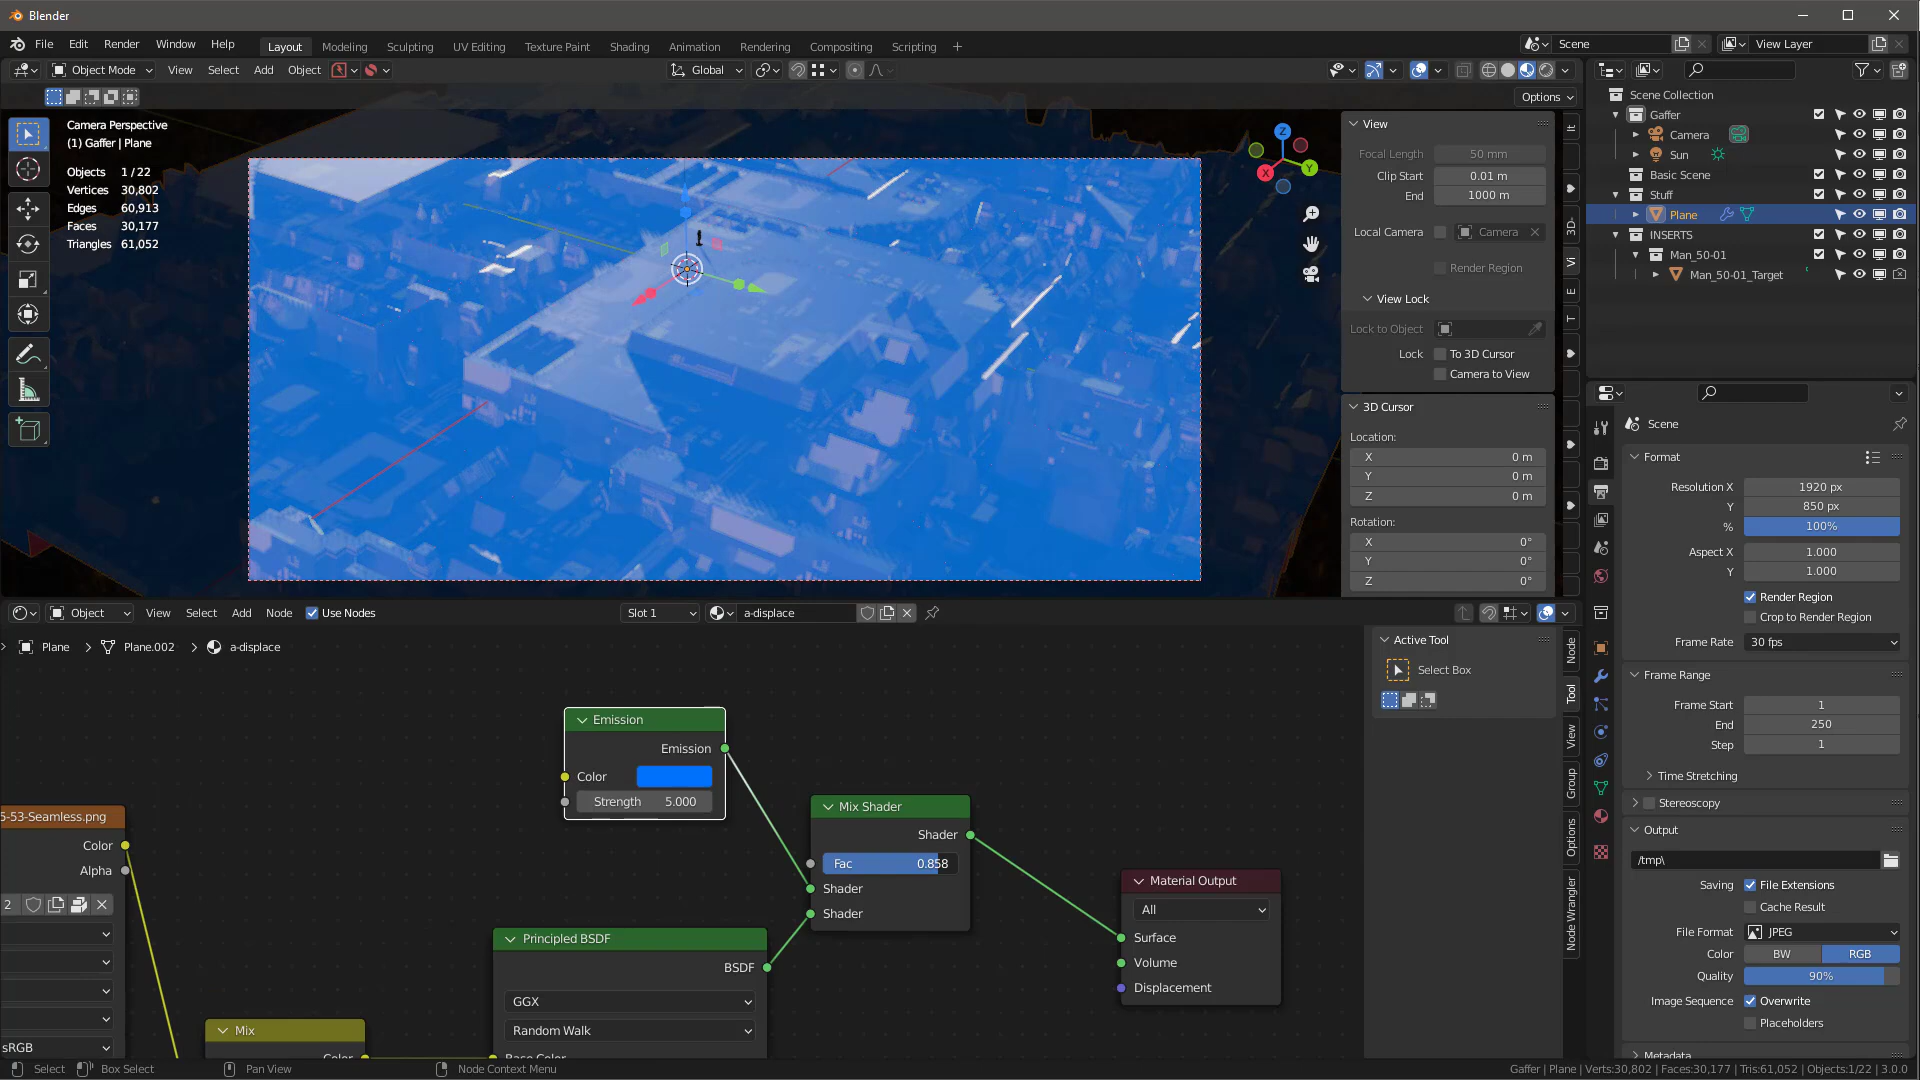 Blender
File Edit Render Window Help Layout Modeling Sculpting UV Editing Texture Paint Shading Animation Rendering Compositing Scripting + Scene View Layer
Object Mode View Select Add Object Global
Options
Camera Perspective
(1) Gaffer | Plane
Objects 1 / 22
Vertices 30,802
Edges 60,913
Faces 30,177
Triangles 61,052
Z
Y
X
View
Focal Length 50 mm
Clip Start 0.01 m
End 1000 m
Local Camera Camera
Render Region
View Lock
Lock to Object
Lock To 3D Cursor
Camera to View
3D Cursor
Location:
X 0 m
Y 0 m
Z 0 m
Rotation:
X 0°
Y 0°
Z 0°
It
3D-
VI
E
T
Scene Collection
Gaffer
Camera
Sun
Basic Scene
Stuff
Plane
INSERTS
Man_50-01
Man_50-01_Target
Scene
Format
Resolution X 1920 px
Y 850 px
% 100%
Aspect X 1.000
Y 1.000
Render Region
Crop to Render Region
Frame Rate 30 fps
Frame Range
Frame Start 1
End 250
Step 1
Time Stretching
Stereoscopy
Output
/tmp\
Saving File Extensions
Cache Result
File Format JPEG
Color BW RGB
Quality 90%
Image Sequence Overwrite
Placeholders
Metadata
Object View Select Add Node Use Nodes Slot 1 a-displace
Plane Plane.002 a-displace
Active Tool
Select Box
Node
Tool
View
Group
Options
Node Wrangler
Emission
Emission
Color
Strength 5.000
Mix Shader
Shader
Fac 0.858
Shader
Shader
Material Output
All
Surface
Volume
Displacement
5-53-Seamless.png
Color
Alpha
2
sRGB
Mix
Color
Principled BSDF
BSDF
GGX
Random Walk
Base Color
Select Box Select Pan View Node Context Menu Gaffer | Plane | Verts:30,802 | Faces:30,177 | Tris:61,052 | Objects:1/22 | 3.0.0